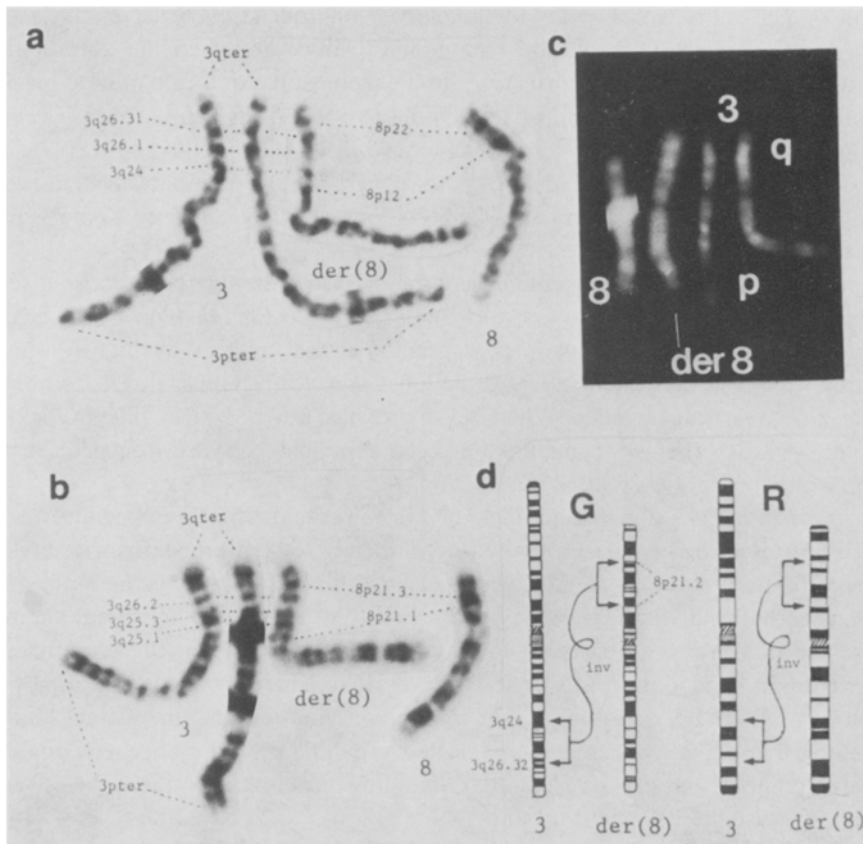 a
3qter
3q26.31
3q26.1
3q24
8p22
8p12
der(8)
3
8
3pter
c
3
q
8
p
der 8
b
3qter
3q26.2
3q25.3
3q25.1
8p21.3
8p21.1
der(8)
3
8
3pter
d
G
R
8p21.2
inv
inv
3q24
3q26.32
3
der(8)
3
der(8)